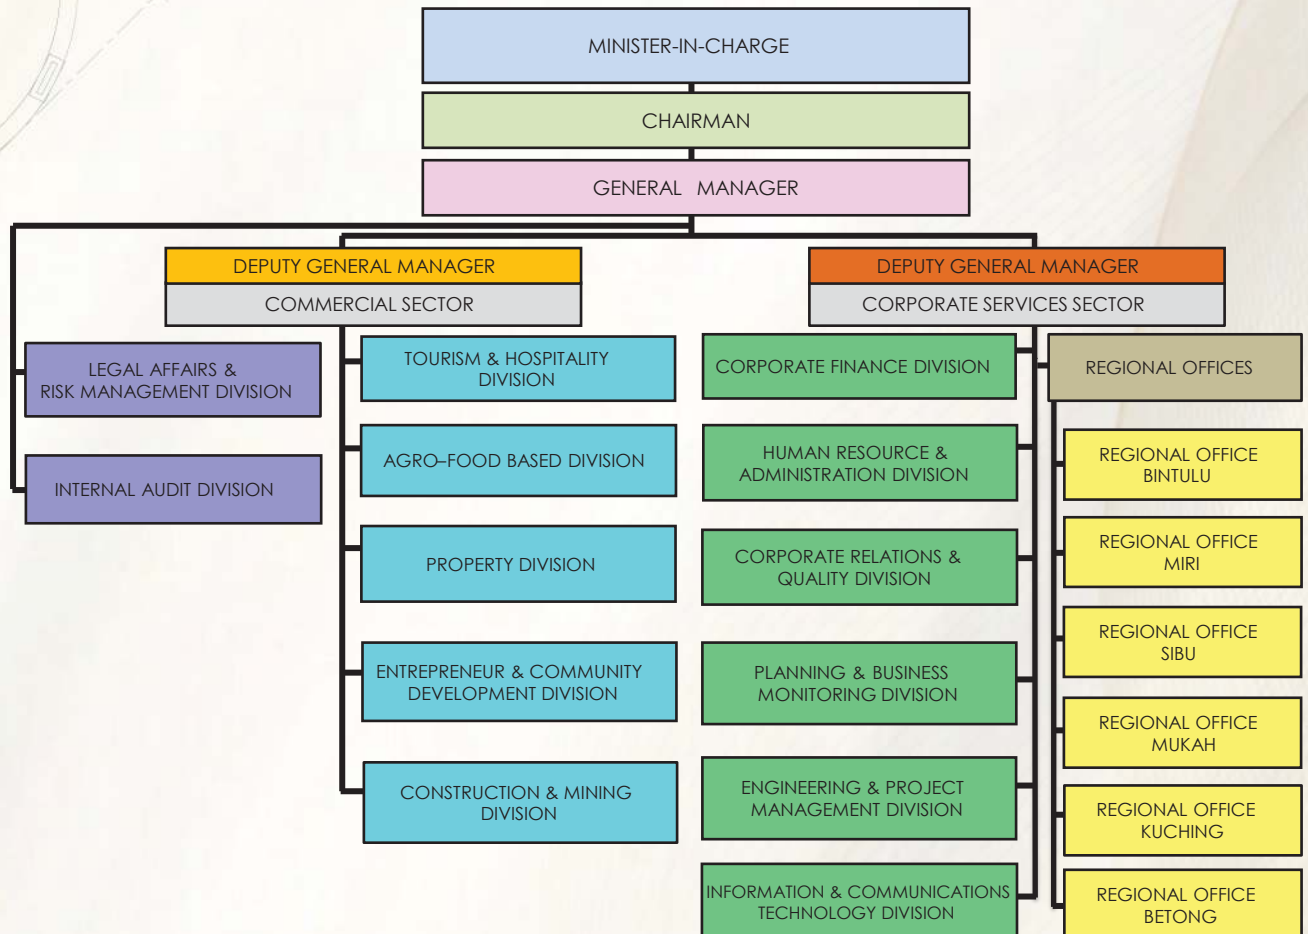 MINISTER-IN-CHARGE
CHAIRMAN
GENERAL MANAGER
DEPUTY GENERAL MANAGER
COMMERCIAL SECTOR
DEPUTY GENERAL MANAGER
CORPORATE SERVICES SECTOR
LEGAL AFFAIRS &
RISK MANAGEMENT DIVISION
INTERNAL AUDIT DIVISION
TOURISM & HOSPITALITY
DIVISION
AGRO–FOOD BASED DIVISION
PROPERTY DIVISION
ENTREPRENEUR & COMMUNITY
DEVELOPMENT DIVISION
CONSTRUCTION & MINING
DIVISION
CORPORATE FINANCE DIVISION
HUMAN RESOURCE &
ADMINISTRATION DIVISION
CORPORATE RELATIONS &
QUALITY DIVISION
PLANNING & BUSINESS
MONITORING DIVISION
ENGINEERING & PROJECT
MANAGEMENT DIVISION
INFORMATION & COMMUNICATIONS
TECHNOLOGY DIVISION
REGIONAL OFFICES
REGIONAL OFFICE
BINTULU
REGIONAL OFFICE
MIRI
REGIONAL OFFICE
SIBU
REGIONAL OFFICE
MUKAH
REGIONAL OFFICE
KUCHING
REGIONAL OFFICE
BETONG